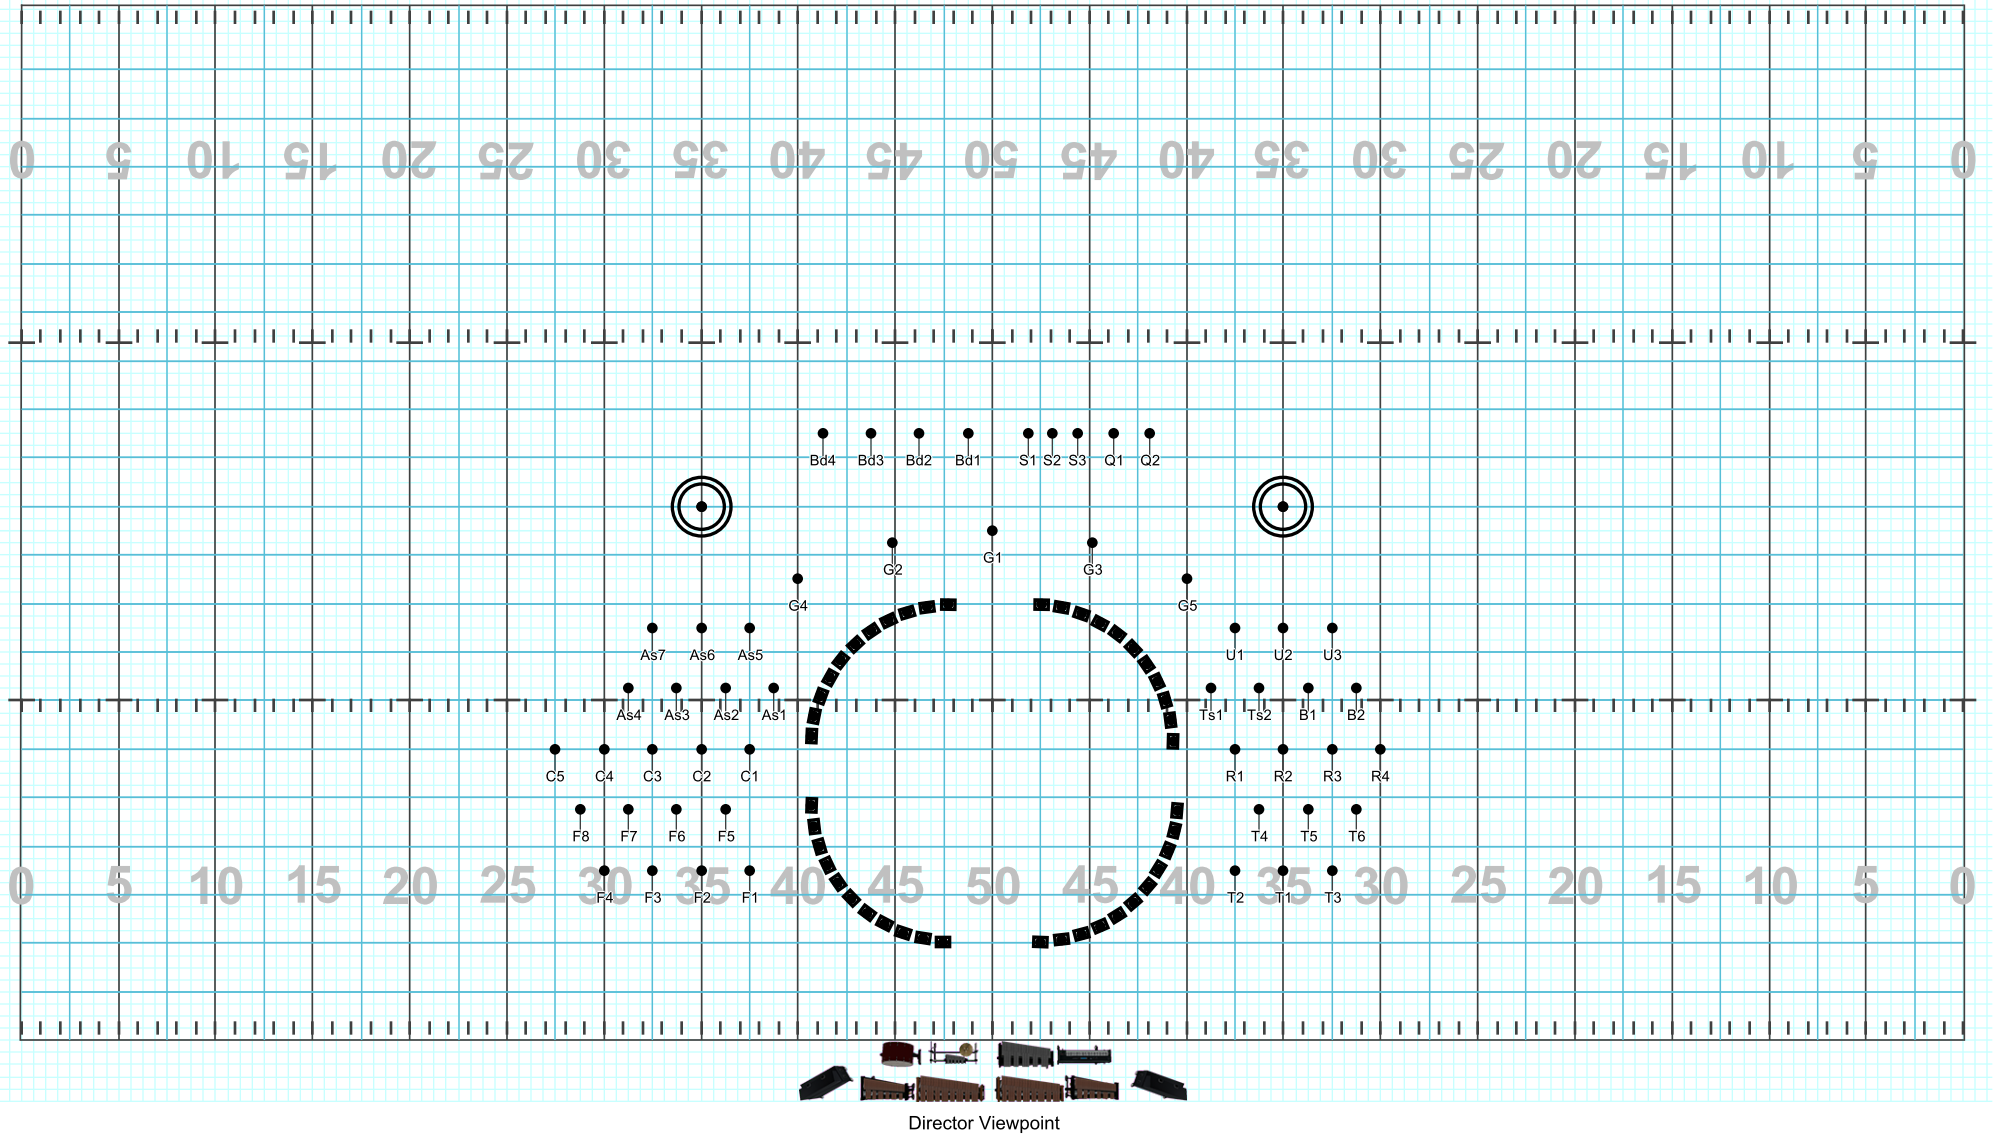 0 5 10 15 20 25 30 35 40 45 50 45 40 35 30 25 20 15 10 5 0
Bd4 Bd3 Bd2 Bd1 S1 S2 S3 Q1 Q2
G1
G2 G3
G4 G5
As7 As6 As5 U1 U2 U3
As4 As3 As2 As1 Ts1 Ts2 B1 B2
C5 C4 C3 C2 C1 R1 R2 R3 R4
F8 F7 F6 F5 T4 T5 T6
0 5 10 15 20 25 30 35 40 45 50 45 40 35 30 25 20 15 10 5 0
F4 F3 F2 F1 T2 T1 T3
Director Viewpoint